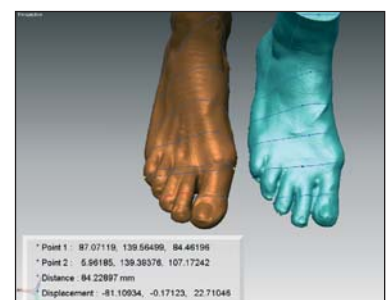 Perspective
* Point 1 : 87.07119, 139.56499, 84.46196
* Point 2 : 5.96185, 139.39376, 107.17242
* Distance : 84.22897 mm
* Displacement : -81.10934, -0.17123, 22.71046